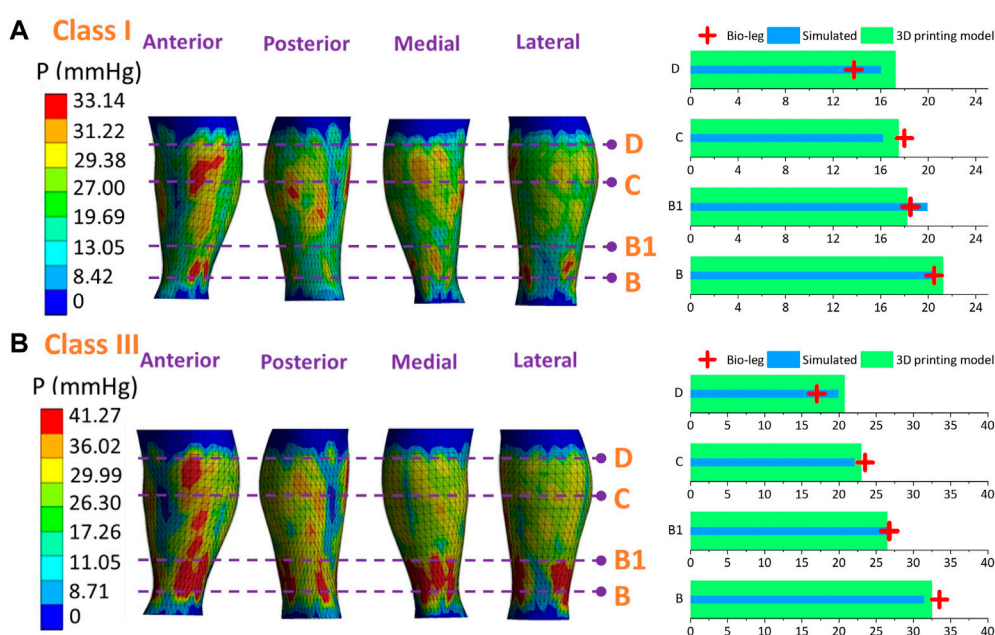 A Class I
Anterior Posterior Medial Lateral
P (mmHg)
33.14
31.22
29.38
27.00
19.69
13.05
8.42
0
D
C
B1
B
Bio-leg Simulated 3D printing model
D
0 4 8 12 16 20 24
C
0 4 8 12 16 20 24
B1
0 4 8 12 16 20 24
B
0 4 8 12 16 20 24
B Class III
Anterior Posterior Medial Lateral
P (mmHg)
41.27
36.02
29.99
26.30
17.26
11.05
8.71
0
D
C
B1
B
Bio-leg Simulated 3D printing model
D
0 5 10 15 20 25 30 35 40
C
0 5 10 15 20 25 30 35 40
B1
0 5 10 15 20 25 30 35 40
B
0 5 10 15 20 25 30 35 40